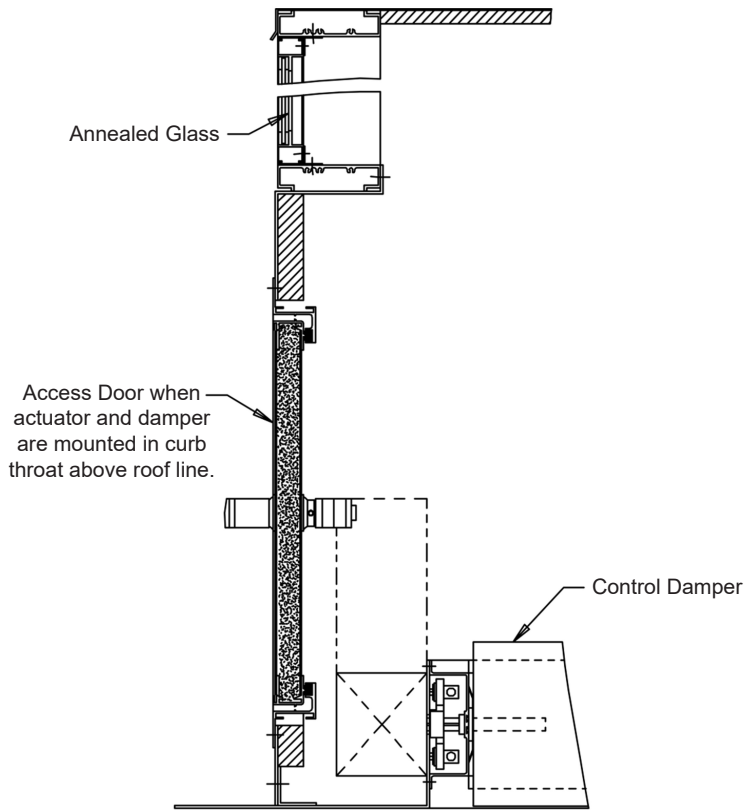 Annealed Glass
Access Door when
actuator and damper
are mounted in curb
throat above roof line.
Control Damper